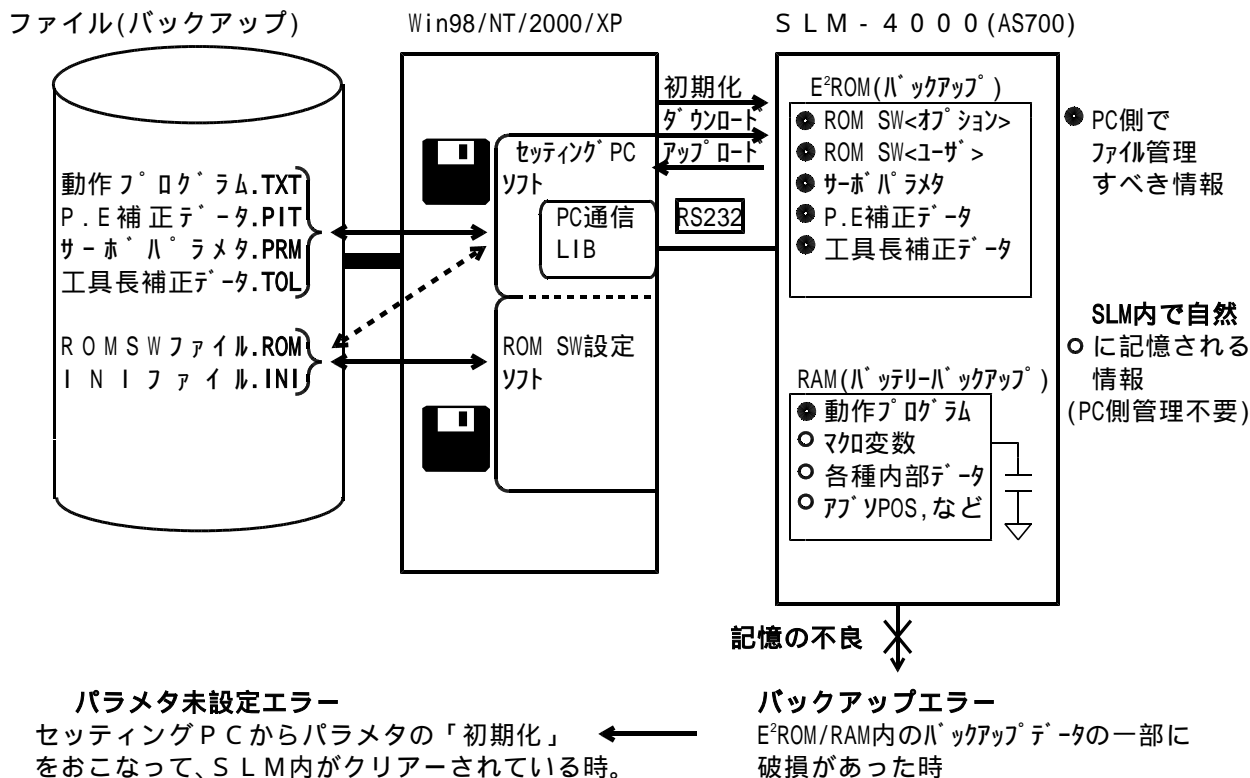 ファイル(バックアップ)
Win98/NT/2000/XP
ＳＬＭ-４０００(AS700)
動作プログラム.TXT
P.E補正データ.PIT
サーボパラメタ.PRM
工具長補正データ.TOL
ＲＯＭＳＷファイル.ROM
ＩＮＩファイル.INI
セッティングPC
ソフト
PC通信
LIB
ROM SW設定
ソフト
初期化
ダウンロード
アップロード
RS232
E²ROM(バックアップ)
ROM SW<オプション>
ROM SW<ユーザ>
サーボパラメタ
P.E補正データ
工具長補正データ
RAM(バッテリーバックアップ)
動作プログラム
マクロ変数
各種内部データ
アブソPOS,など
PC側で
ファイル管理
すべき情報
SLM内で自然
に記憶される
情報
(PC側管理不要)
記憶の不良
パラメタ未設定エラー
セッティングＰＣからパラメタの「初期化」
をおこなって、ＳＬＭ内がクリアーされている時。
バックアップエラー
E²ROM/RAM内のバックアップデータの一部に
破損があった時